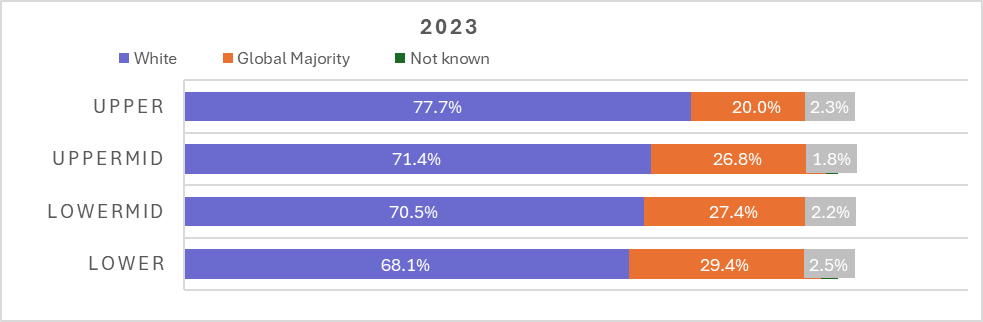 2023
White Global Majority Not known
UPPER 77.7% 20.0% 2.3%
UPPERMID 71.4% 26.8% 1.8%
LOWERMID 70.5% 27.4% 2.2%
LOWER 68.1% 29.4% 2.5%